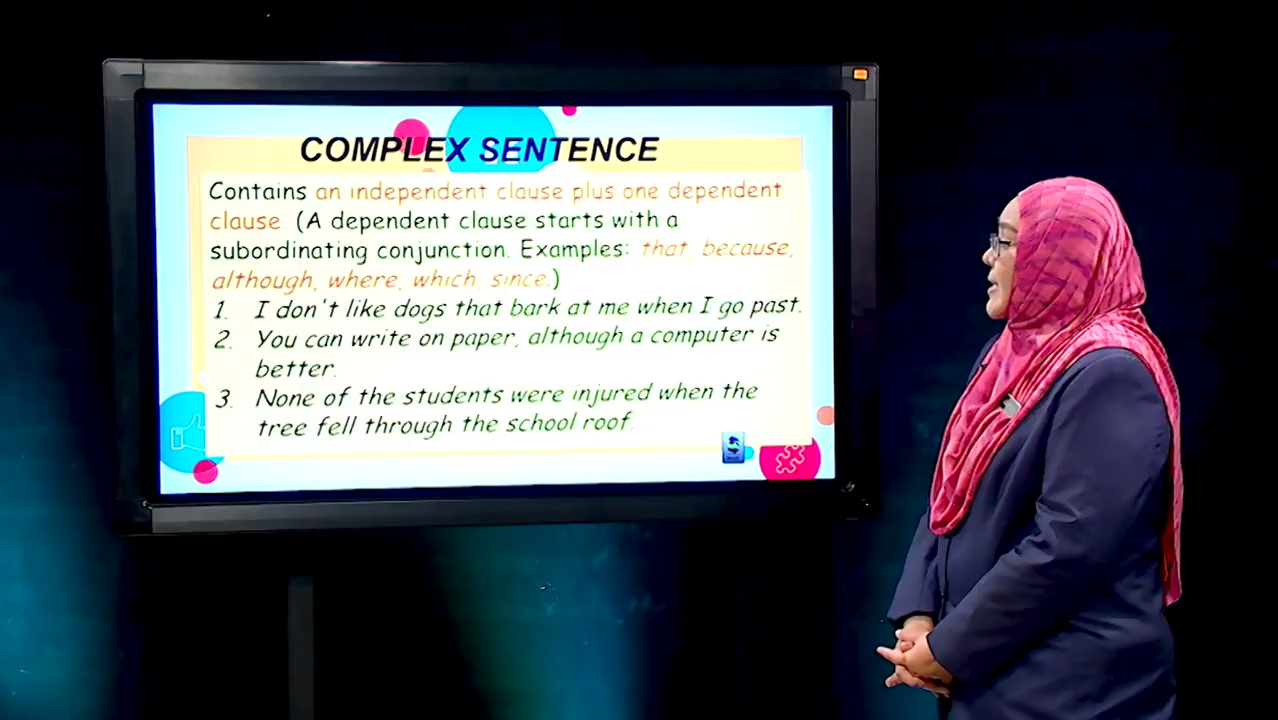 COMPLEX SENTENCE
Contains an independent clause plus one dependent
clause. (A dependent clause starts with a
subordinating conjunction. Examples: that, because,
although, where, which, since.)
1. I don't like dogs that bark at me when I go past.
2. You can write on paper, although a computer is
better.
3. None of the students were injured when the
tree fell through the school roof.